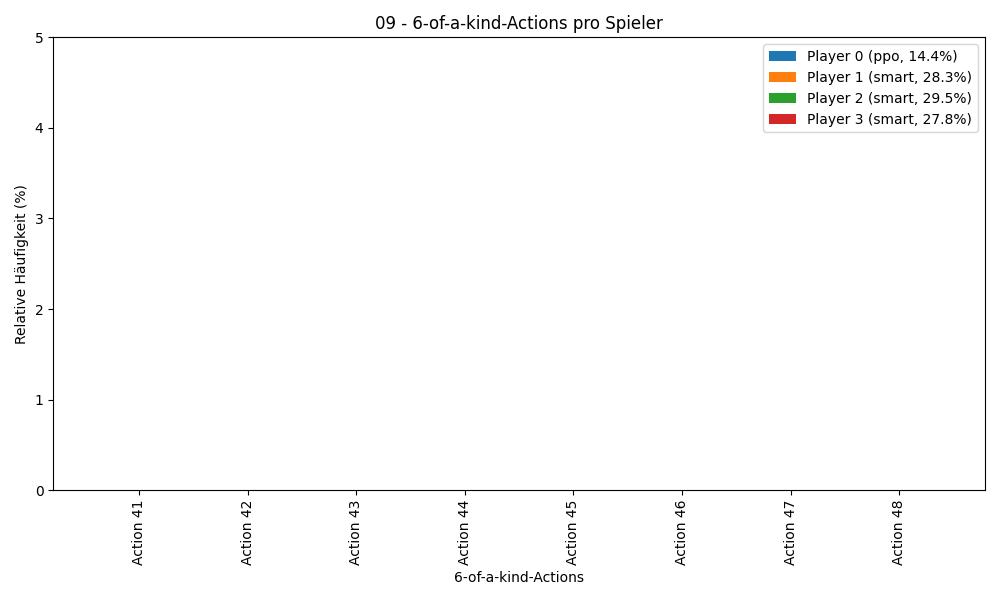 09 - 6-of-a-kind-Actions pro Spieler
Player 0 (ppo, 14.4%)
Player 1 (smart, 28.3%)
Player 2 (smart, 29.5%)
Player 3 (smart, 27.8%)
Relative Häufigkeit (%)
5
4
3
2
1
0
Action 41
Action 42
Action 43
Action 44
Action 45
Action 46
Action 47
Action 48
6-of-a-kind-Actions